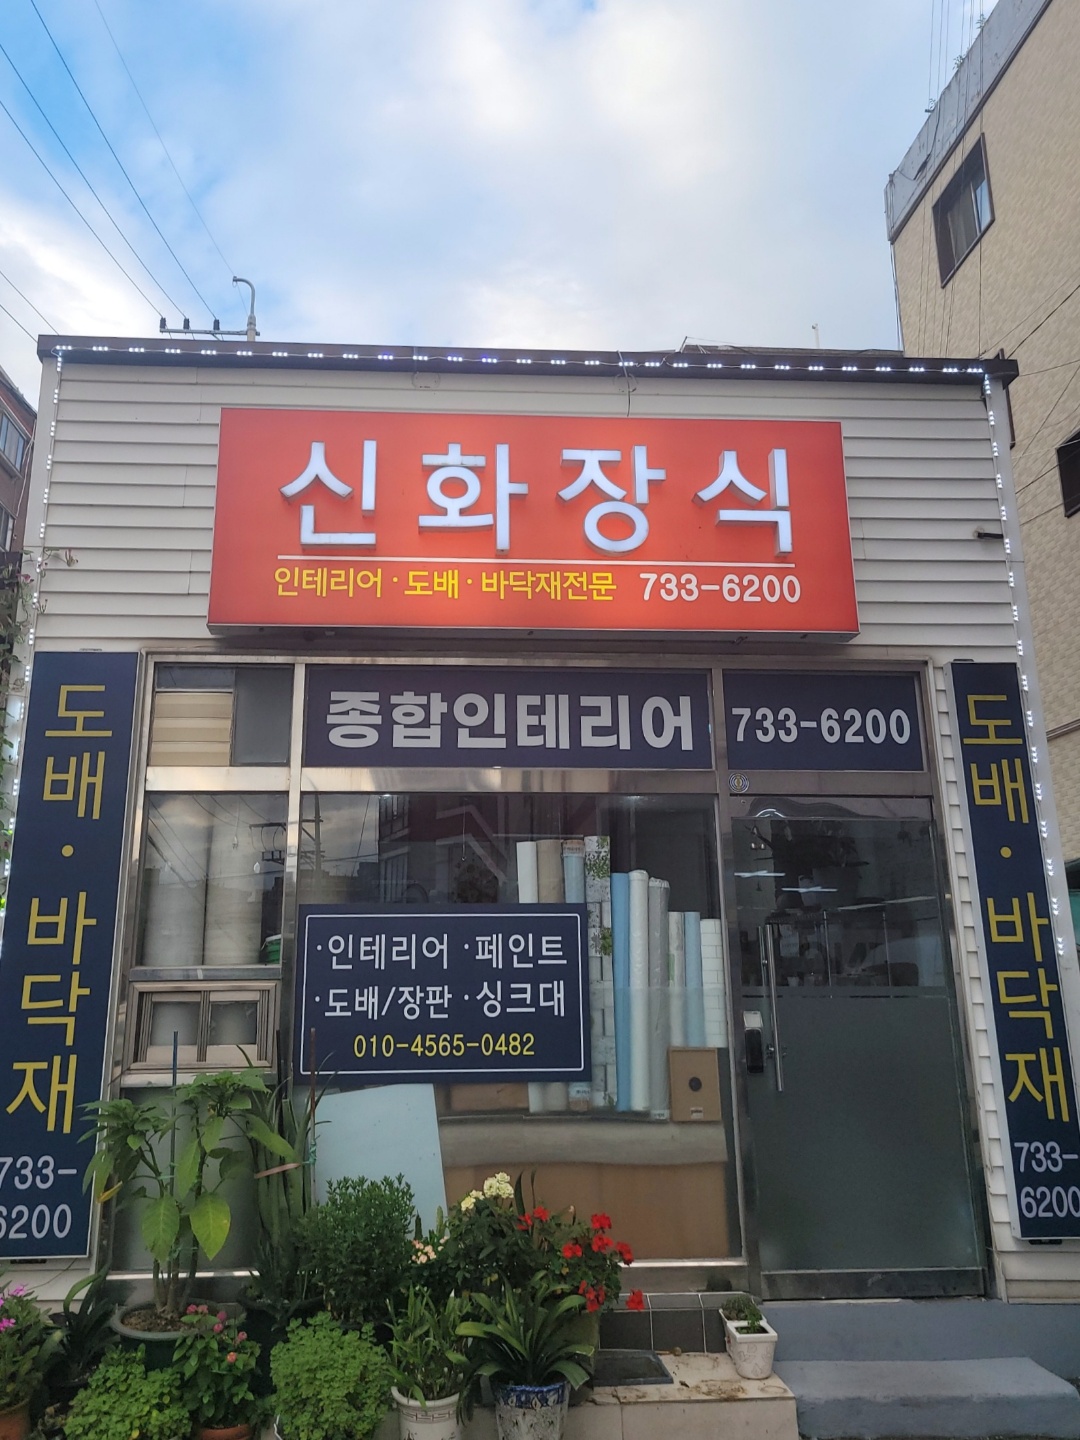 신화장식
인테리어·도배·바닥재전문 733-6200
종합인테리어 733-6200
도배·바닥재
733-
6200
·인테리어 ·페인트
·도배/장판 ·싱크대
010-4565-0482
도배·바닥재
733-
6200